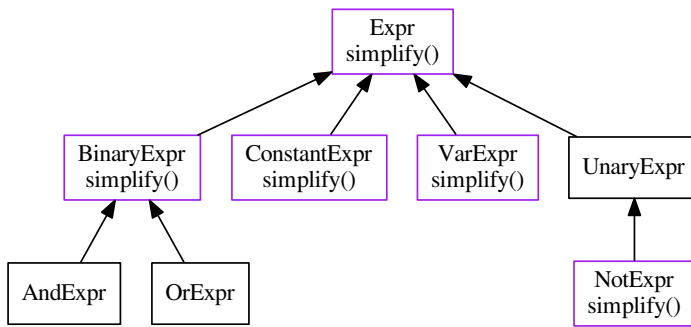 Expr
simplify()
BinaryExpr
simplify()
ConstantExpr
simplify()
VarExpr
simplify()
UnaryExpr
AndExpr
OrExpr
NotExpr
simplify()